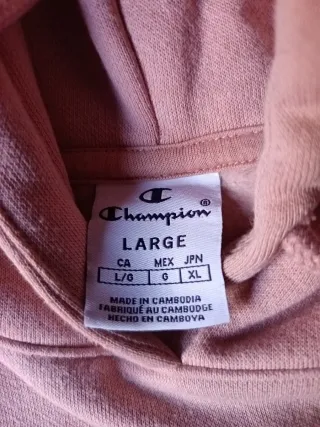 Champion®
LARGE
CA MEX JPN
L/G G XL
MADE IN CAMBODIA
FABRIQUÉ AU CAMBODGE
HECHO EN CAMBOYA